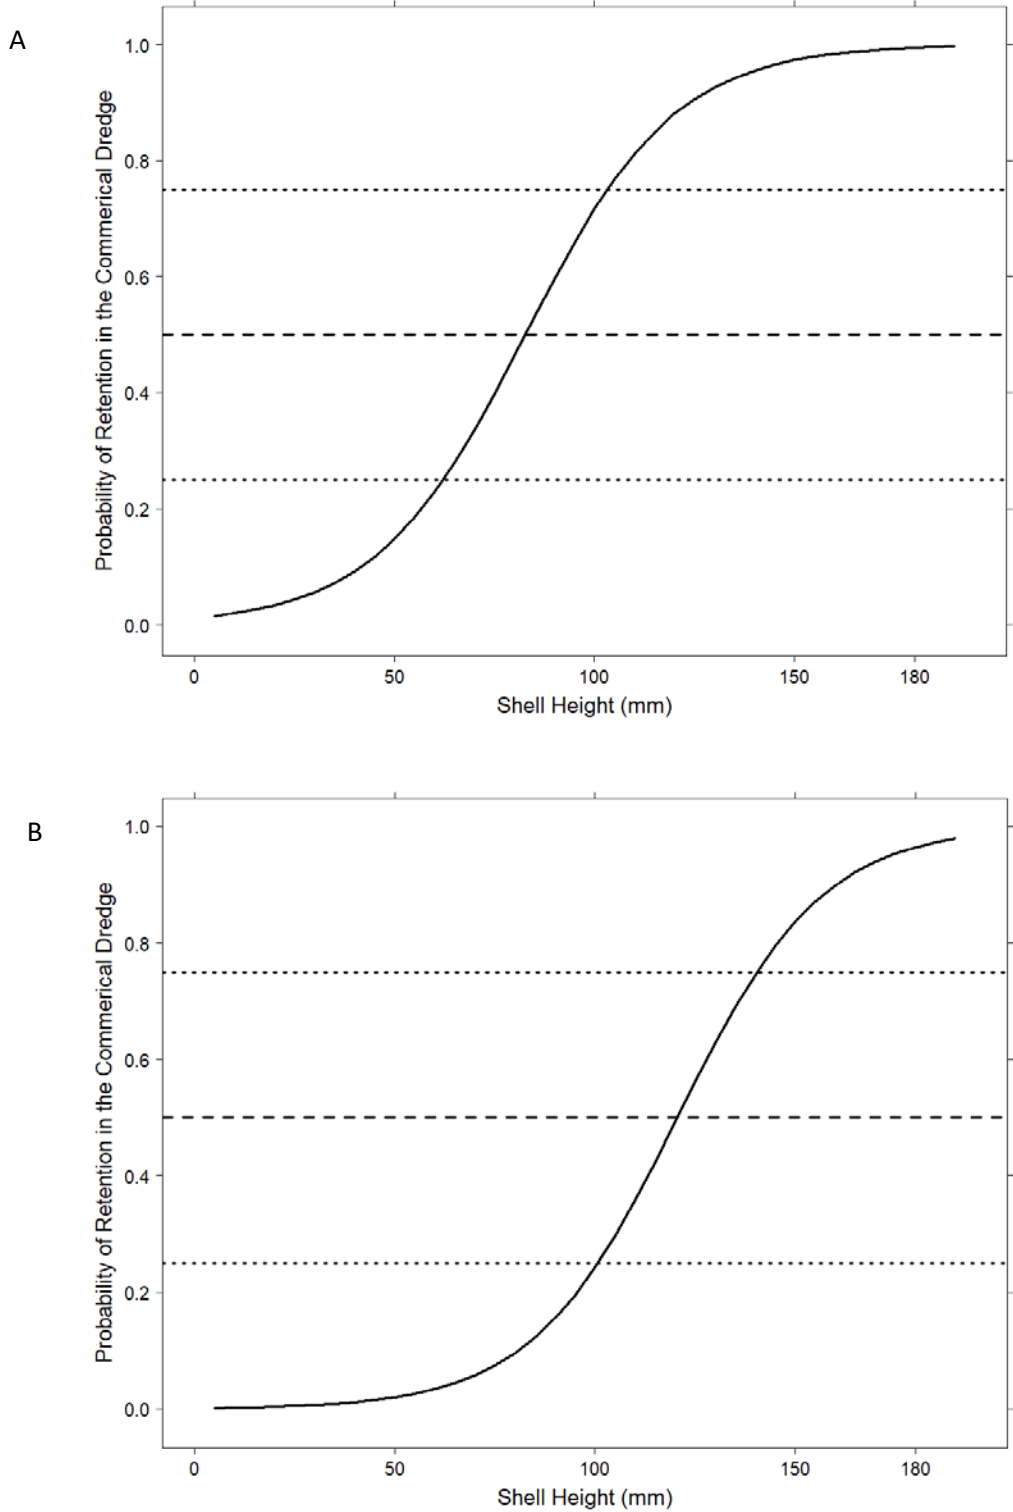 A
Probability of Retention in the Commerical Dredge
1.0
0.8
0.6
0.4
0.2
0.0
0 50 100 150 180
Shell Height (mm)
B
Probability of Retention in the Commerical Dredge
1.0
0.8
0.6
0.4
0.2
0.0
0 50 100 150 180
Shell Height (mm)